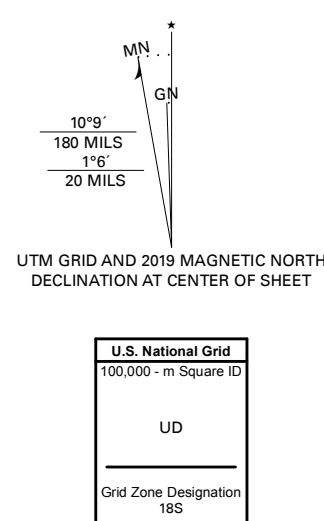 ★
MN
GN
10°9´
180 MILS
1°6´
20 MILS
UTM GRID AND 2019 MAGNETIC NORTH
DECLINATION AT CENTER OF SHEET
U.S. National Grid
100,000 - m Square ID
UD
Grid Zone Designation
18S